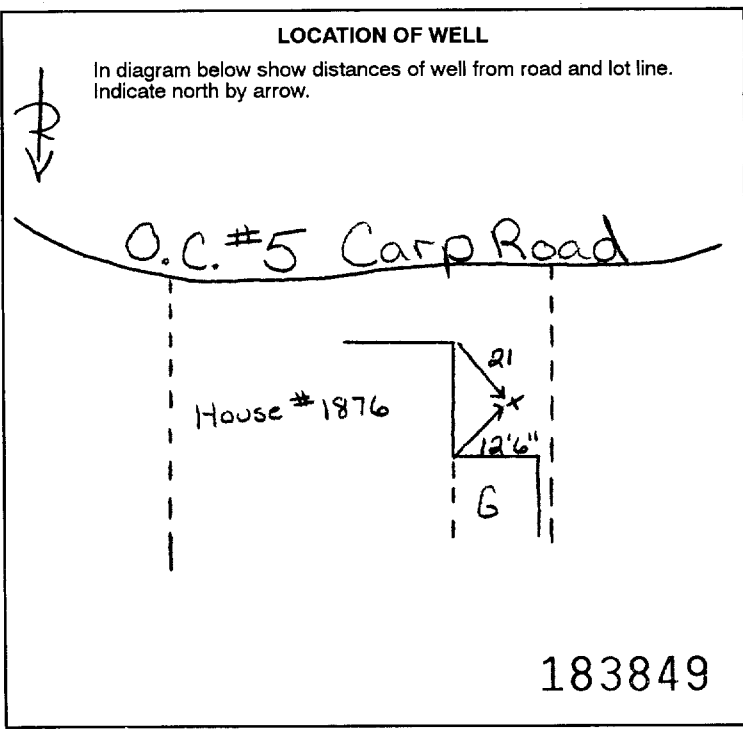 LOCATION OF WELL
In diagram below show distances of well from road and lot line.
Indicate north by arrow.
O.C. #5 Carp Road
21
House #1876
x
12'6"
G
183849